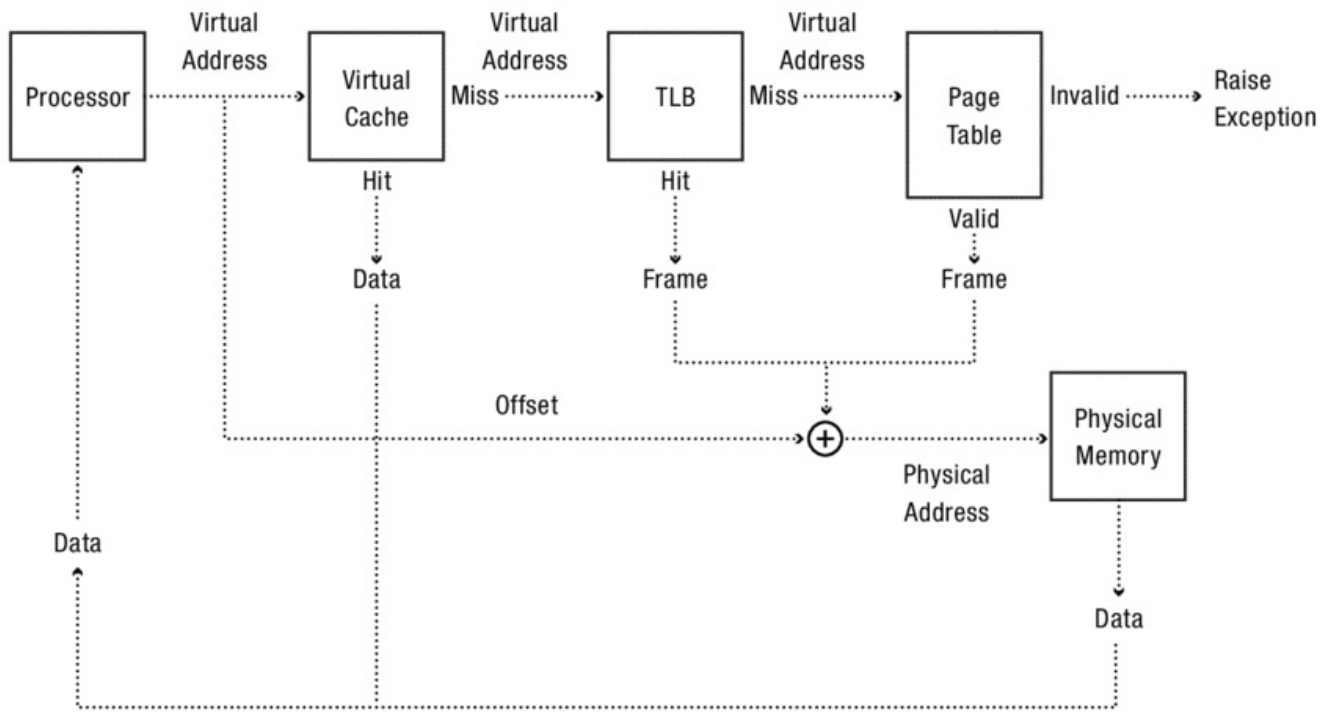 Virtual
Address
Virtual
Address
Virtual
Address
Processor
Virtual
Cache
Miss
TLB
Miss
Page
Table
Invalid
Raise
Exception
Hit
Hit
Valid
Data
Frame
Frame
Offset
Physical
Memory
Physical
Address
Data
Data